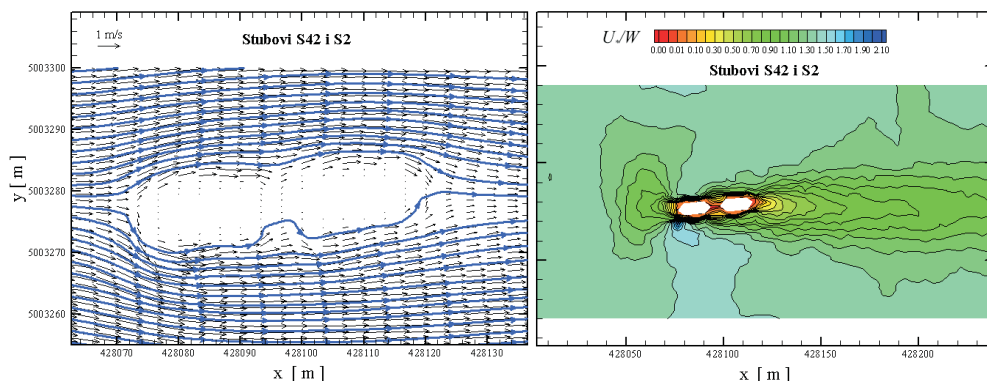 1 m/s
Stubovi S42 i S2
5003300
5003290
5003280
5003270
5003260
y [ m ]
428070 428080 428090 428100 428110 428120 428130
x [ m ]
U./W
0.00 0.01 0.10 0.30 0.50 0.70 0.90 1.10 1.30 1.50 1.70 1.90 2.10
Stubovi S42 i S2
428050 428100 428150 428200
x [ m ]